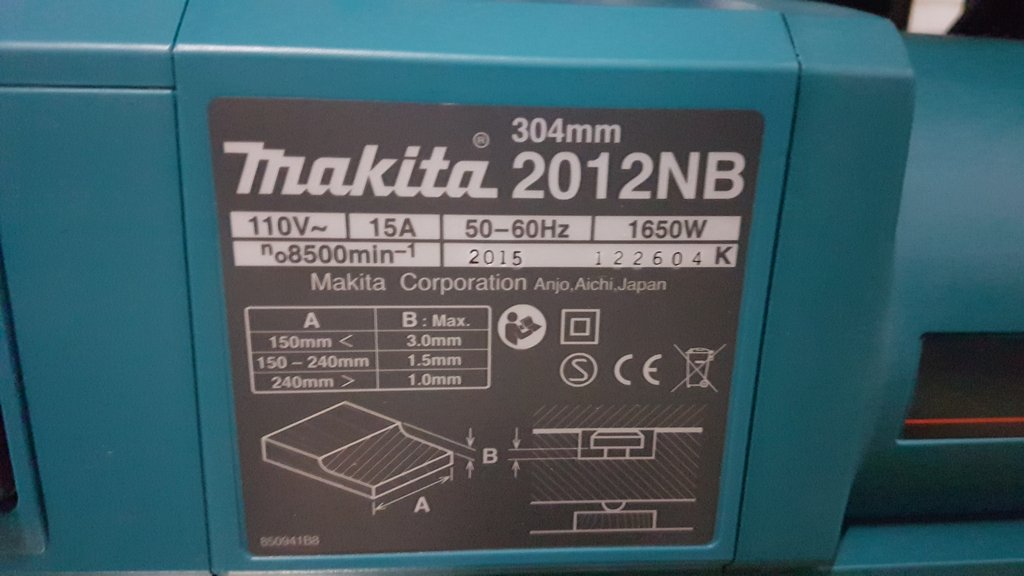 304mm
makita® 2012NB
110V~ 15A 50-60Hz 1650W
no8500min-1 2015 122604 K
Makita Corporation Anjo,Aichi,Japan
A B : Max.
150mm < 3.0mm
150 - 240mm 1.5mm
240mm > 1.0mm
S CE
B
A
850941B8